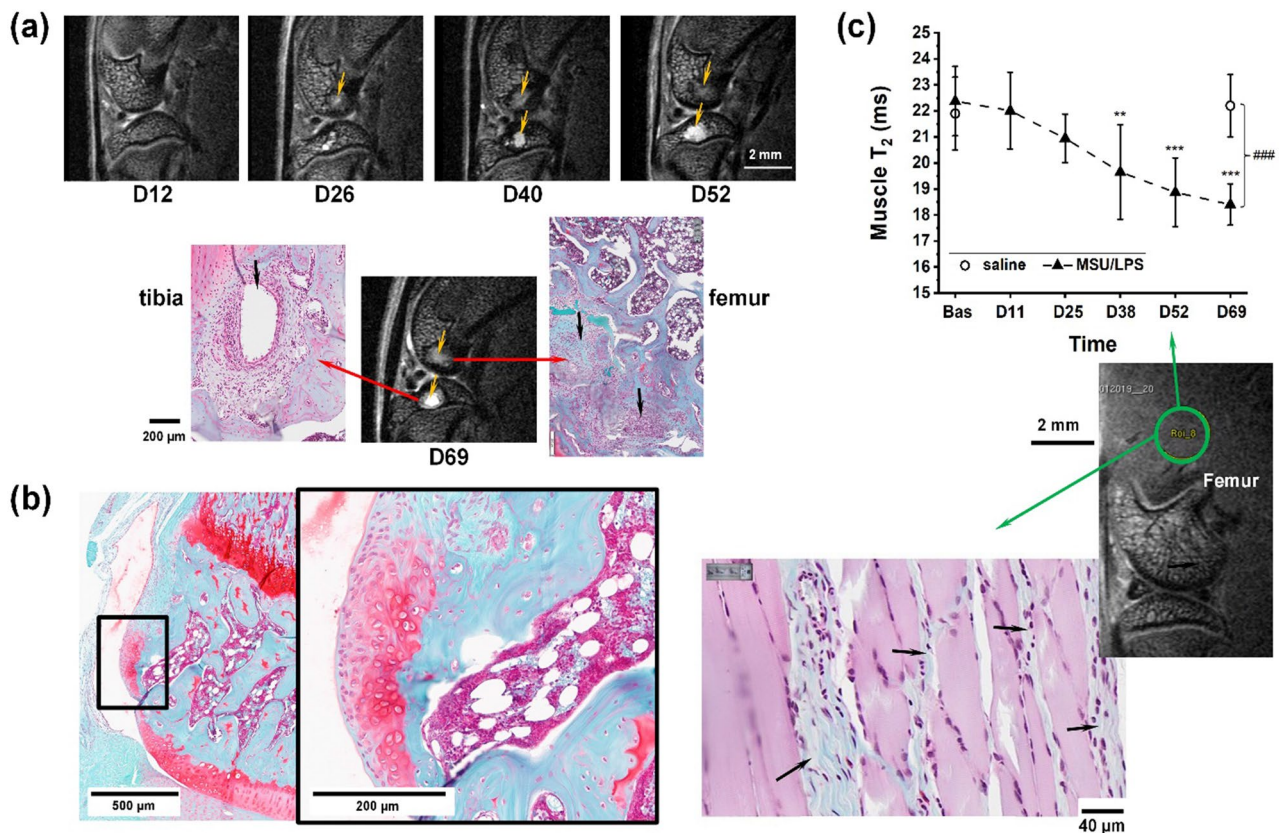 (a)
D12
D26
D40
D52
2 mm
tibia
femur
200 µm
D69
(b)
500 µm
200 µm
(c)
Muscle T2 (ms)
24
23
22
21
20
19
18
17
16
15
**
***
***
###
saline
MSU/LPS
Bas
D11
D25
D38
D52
D69
Time
012019__20
2 mm
Roi_8
Femur
40 µm